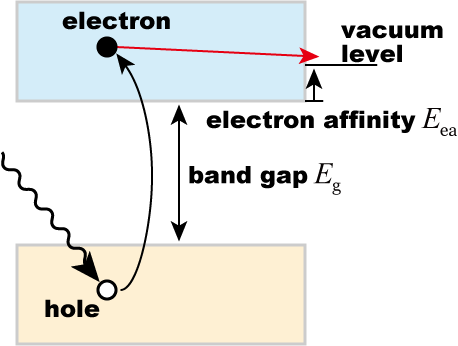 electron
vacuum
level
electron affinity Eea
band gap Eg
hole